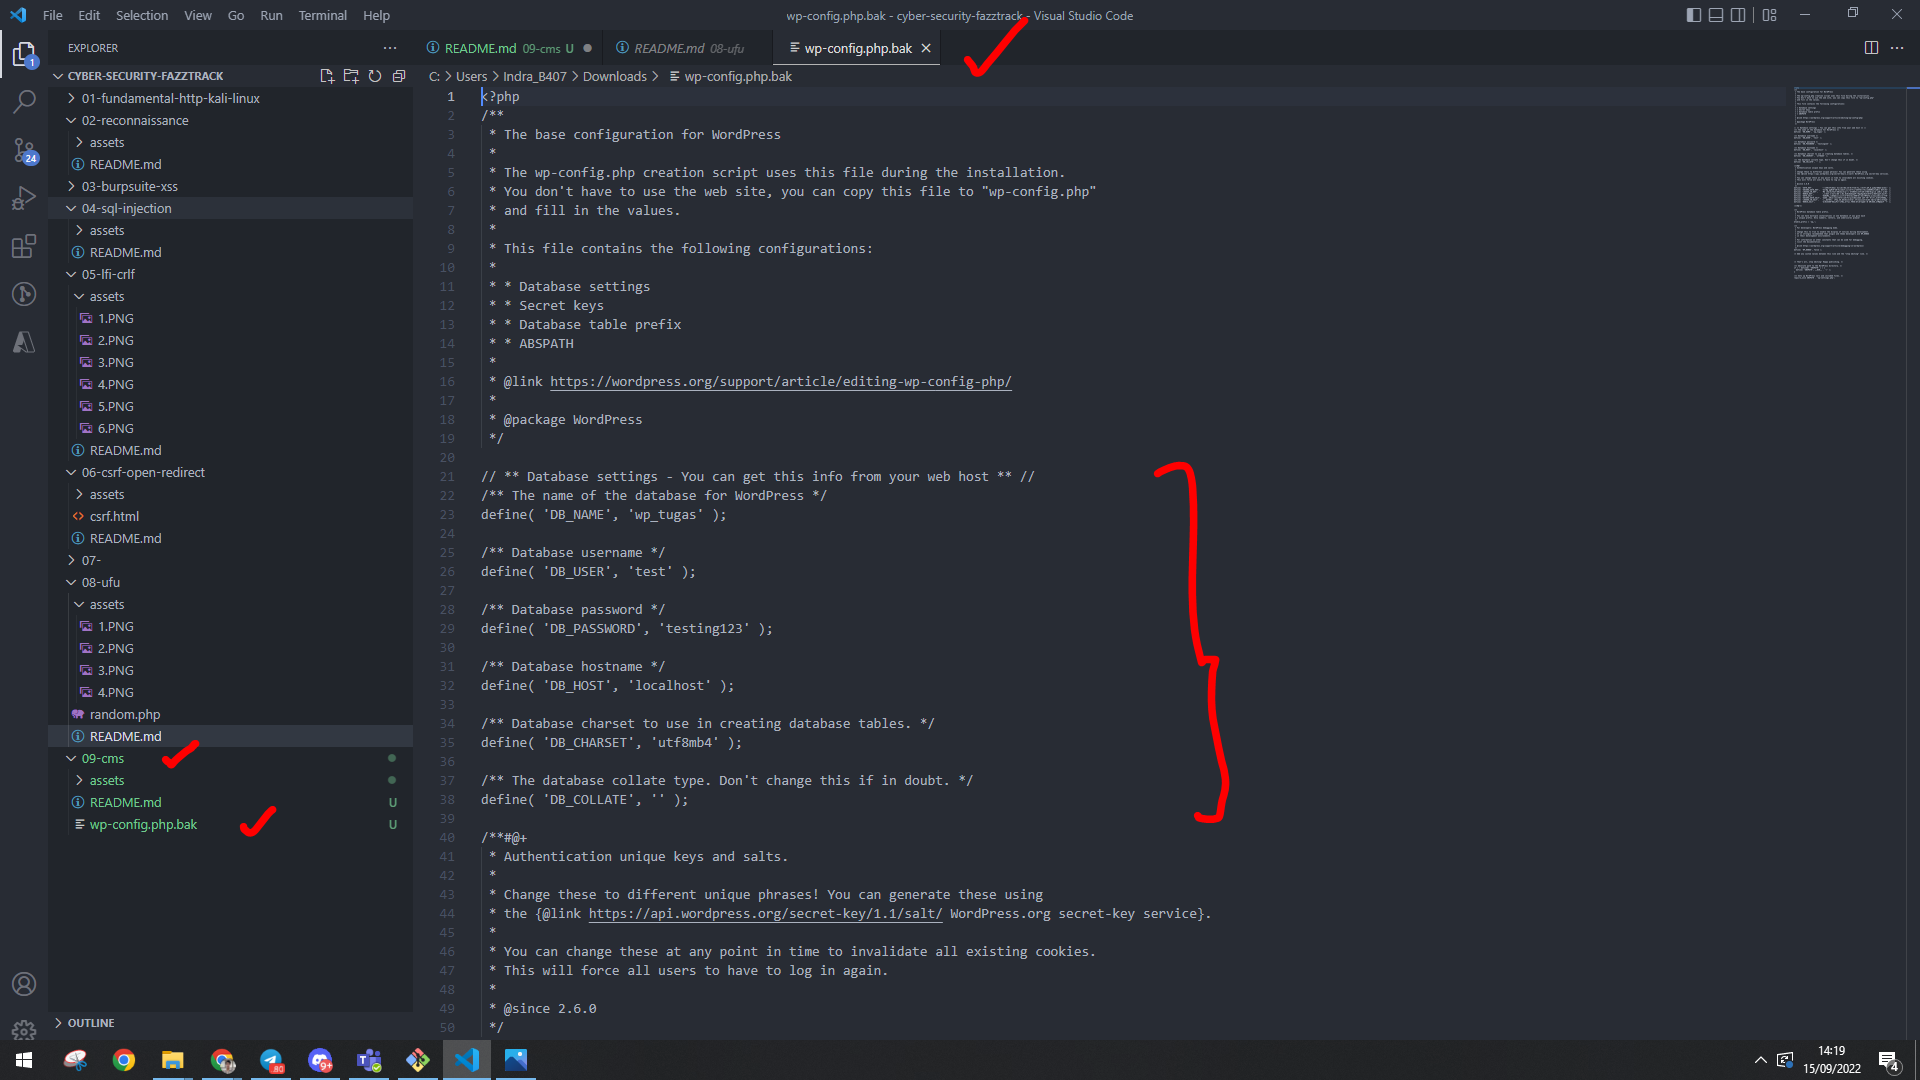 File Edit Selection View Go Run Terminal Help
wp-config.php.bak - cyber-security-fazztrack - Visual Studio Code
EXPLORER
README.md 09-cms U
README.md 08-ufu
wp-config.php.bak
CYBER-SECURITY-FAZZTRACK
C: > Users > Indra_B407 > Downloads > wp-config.php.bak
01-fundamental-http-kali-linux
02-reconnaissance
assets
README.md
03-burpsuite-xss
04-sql-injection
assets
README.md
05-lfi-crlf
assets
1.PNG
2.PNG
3.PNG
4.PNG
5.PNG
6.PNG
README.md
06-csrf-open-redirect
assets
csrf.html
README.md
07-
08-ufu
assets
1.PNG
2.PNG
3.PNG
4.PNG
random.php
README.md
09-cms
assets
README.md U
wp-config.php.bak U
OUTLINE
1
24
1 <?php
2 /**
3 * The base configuration for WordPress
4 *
5 * The wp-config.php creation script uses this file during the installation.
6 * You don't have to use the web site, you can copy this file to "wp-config.php"
7 * and fill in the values.
8 *
9 * This file contains the following configurations:
10 *
11 * * Database settings
12 * * Secret keys
13 * * Database table prefix
14 * * ABSPATH
15 *
16 * @link https://wordpress.org/support/article/editing-wp-config-php/
17 *
18 * @package WordPress
19 */
20
21 // ** Database settings - You can get this info from your web host ** //
22 /** The name of the database for WordPress */
23 define( 'DB_NAME', 'wp_tugas' );
24
25 /** Database username */
26 define( 'DB_USER', 'test' );
27
28 /** Database password */
29 define( 'DB_PASSWORD', 'testing123' );
30
31 /** Database hostname */
32 define( 'DB_HOST', 'localhost' );
33
34 /** Database charset to use in creating database tables. */
35 define( 'DB_CHARSET', 'utf8mb4' );
36
37 /** The database collate type. Don't change this if in doubt. */
38 define( 'DB_COLLATE', '' );
39
40 /**#@+
41 * Authentication unique keys and salts.
42 *
43 * Change these to different unique phrases! You can generate these using
44 * the {@link https://api.wordpress.org/secret-key/1.1/salt/ WordPress.org secret-key service}.
45 *
46 * You can change these at any point in time to invalidate all existing cookies.
47 * This will force all users to have to log in again.
48 *
49 * @since 2.6.0
50 */
80
9+
14:19
15/09/2022
4